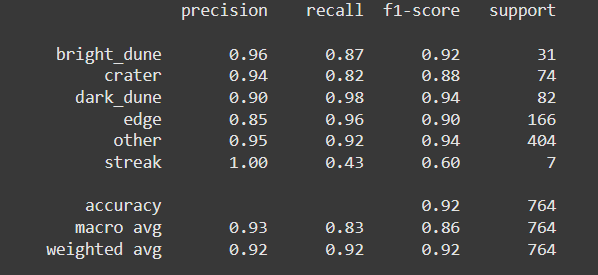 precision recall f1-score support
bright_dune 0.96 0.87 0.92 31
crater 0.94 0.82 0.88 74
dark_dune 0.90 0.98 0.94 82
edge 0.85 0.96 0.90 166
other 0.95 0.92 0.94 404
streak 1.00 0.43 0.60 7
accuracy 0.92 764
macro avg 0.93 0.83 0.86 764
weighted avg 0.92 0.92 0.92 764